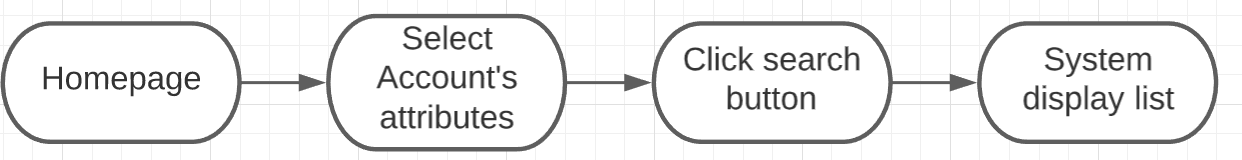 Homepage
Select
Account's
attributes
Click search
button
System
display list